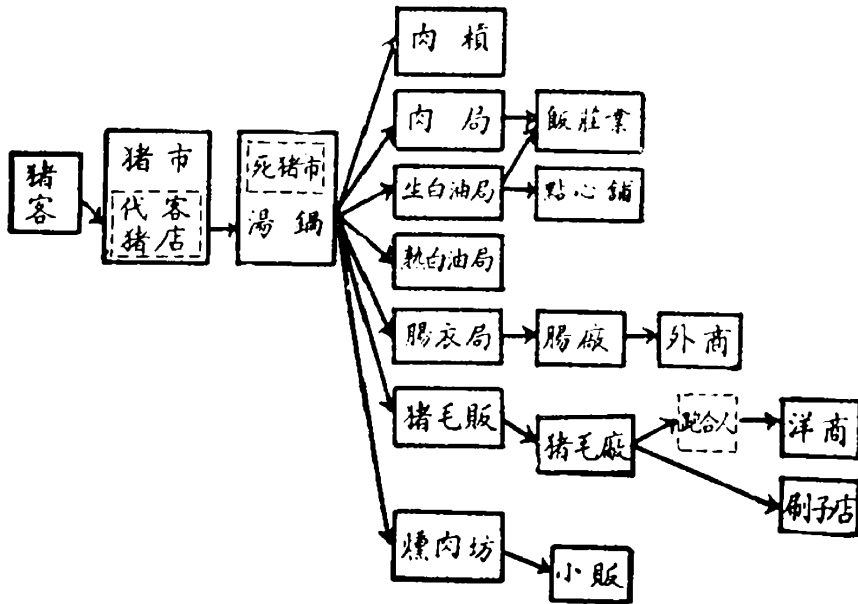 猪客
猪市
代客
猪店
死猪市
湯鍋
肉槓
肉局
飯莊業
生白油局
點心鋪
熟白油局
腸衣局
腸廠
外商
猪毛販
猪毛廠
跑合人
洋商
刷子店
燻肉坊
小販